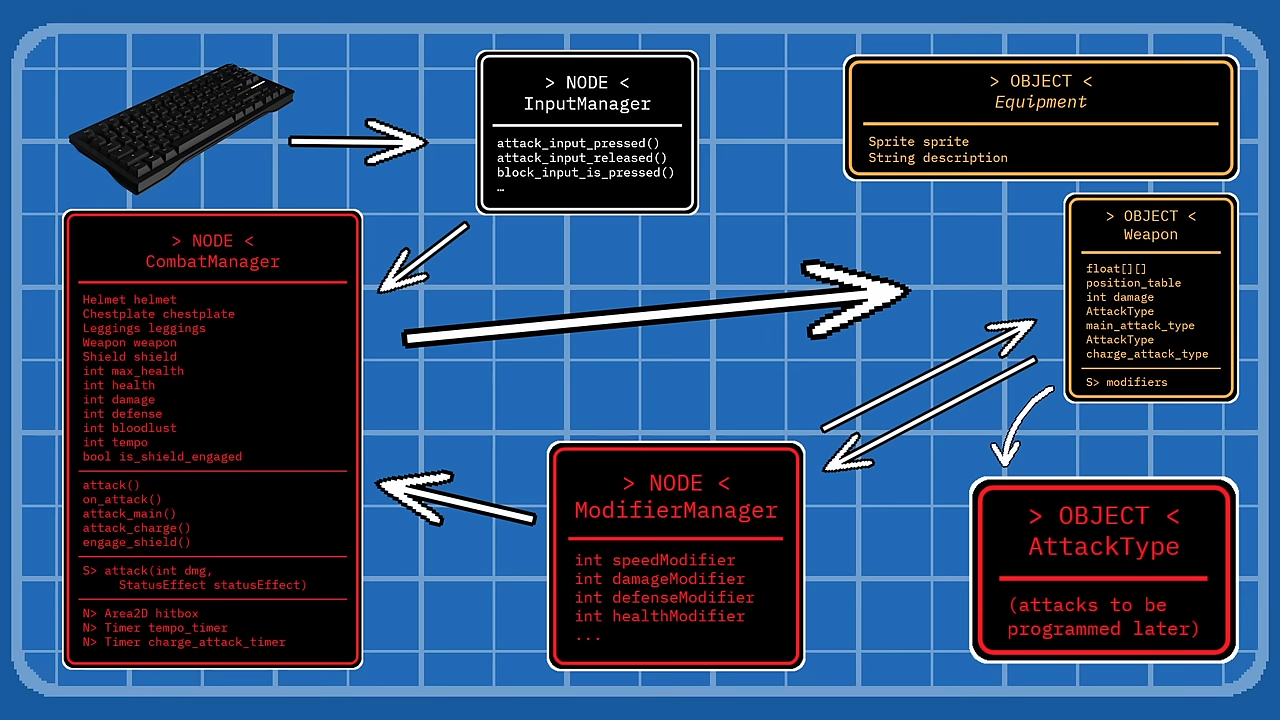 > NODE <
InputManager
attack_input_pressed()
attack_input_released()
block_input_is_pressed()
…
> OBJECT <
Equipment
Sprite sprite
String description
> NODE <
CombatManager
Helmet helmet
Chestplate chestplate
Leggings leggings
Weapon weapon
Shield shield
int max_health
int health
int damage
int defense
int bloodlust
int tempo
bool is_shield_engaged
attack()
on_attack()
attack_main()
attack_charge()
engage_shield()
S> attack(int dmg,
StatusEffect statusEffect)
N> Area2D hitbox
N> Timer tempo_timer
N> Timer charge_attack_timer
> OBJECT <
Weapon
float[][]
position_table
int damage
AttackType
main_attack_type
AttackType
charge_attack_type
S> modifiers
> NODE <
ModifierManager
int speedModifier
int damageModifier
int defenseModifier
int healthModifier
...
> OBJECT <
AttackType
(attacks to be
programmed later)